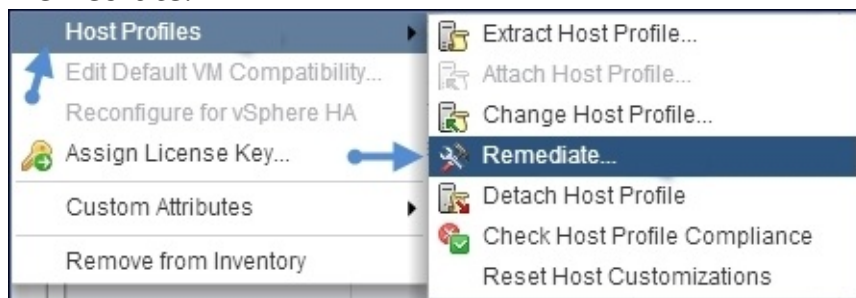 Host Profiles
Edit Default VM Compatibility...
Reconfigure for vSphere HA
Assign License Key...
Custom Attributes
Remove from Inventory
Extract Host Profile...
Attach Host Profile...
Change Host Profile...
Remediate...
Detach Host Profile
Check Host Profile Compliance
Reset Host Customizations